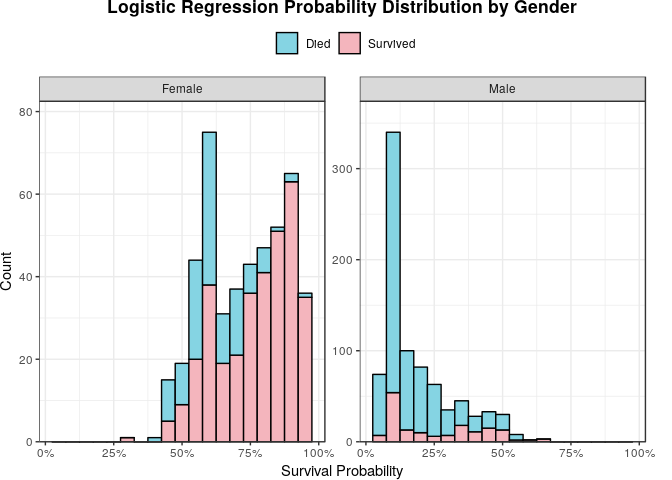 Logistic Regression Probability Distribution by Gender
Died Survived
Female
Male
Count
80
60
40
20
0
300
200
100
0
0% 25% 50% 75% 100%
0% 25% 50% 75% 100%
Survival Probability